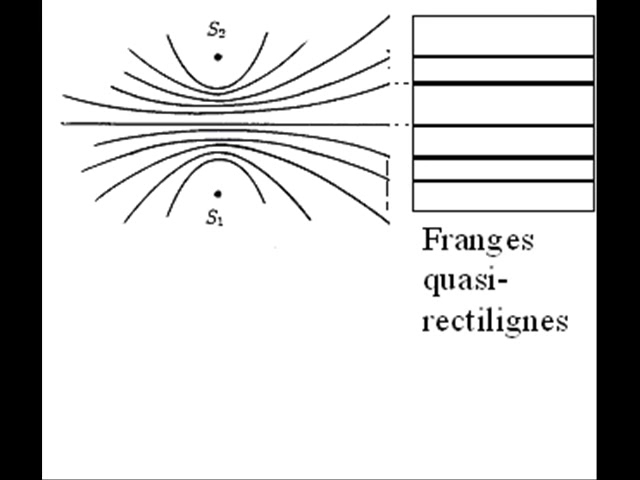 S₂
S₁
Franges
quasi-
rectilignes